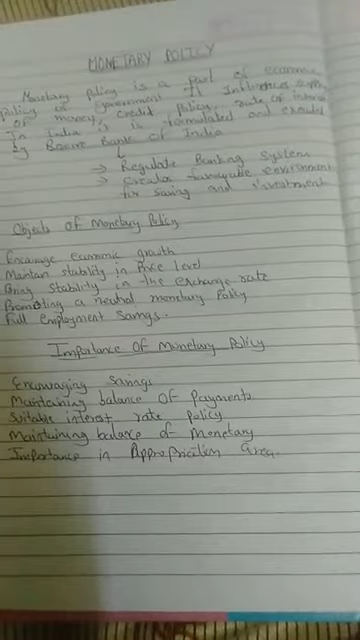 MONETARY POLICY
Monetary policy is a part of economic
policy of government It Influences supply
of money, credit policy, rate of interest
In India it is formulated and executed
by Reserve Bank of India
→ Regulate Banking System
→ Creates favourable environment
for saving and investment
Objects of Monetary Policy
Encourage economic growth
Maintan stability in Price level
Bring Stability in the exchange rate
Promoting a neutral monetary Policy
Full Employment Savings.
Importance Of Monetary Policy
Encouraging Savings
Maintaining balance of Payments
Suitable interest rate policy
Maintaining balance of Monetary
Importance in Area.